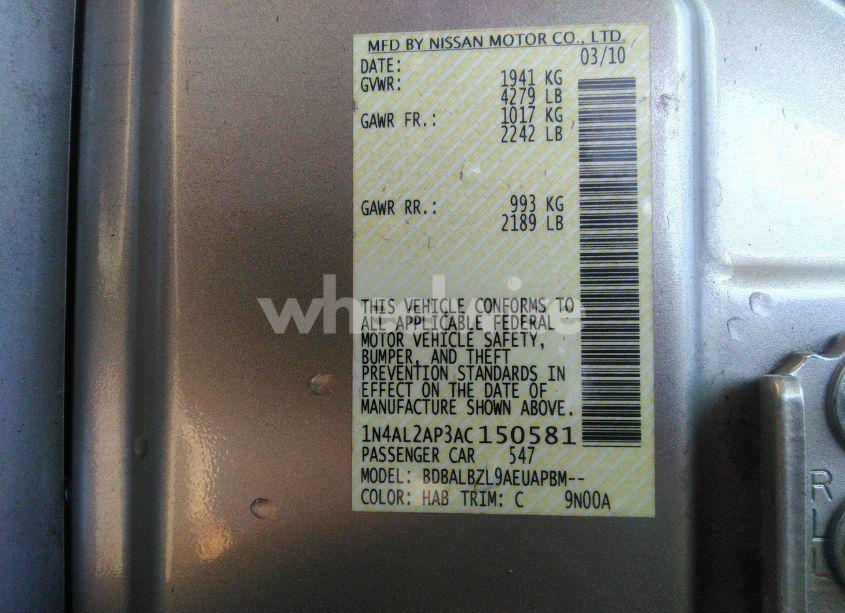 MFD BY NISSAN MOTOR CO., LTD.
DATE: 03/10
GVWR: 1941 KG
4279 LB
GAWR FR.: 1017 KG
2242 LB
GAWR RR.: 993 KG
2189 LB
THIS VEHICLE CONFORMS TO
ALL APPLICABLE FEDERAL
MOTOR VEHICLE SAFETY,
BUMPER, AND THEFT
PREVENTION STANDARDS IN
EFFECT ON THE DATE OF
MANUFACTURE SHOWN ABOVE.
1N4AL2AP3AC150581
PASSENGER CAR 547
MODEL: BDBALBZL9AEUAPBM--
COLOR: HAB TRIM: C 9N00A